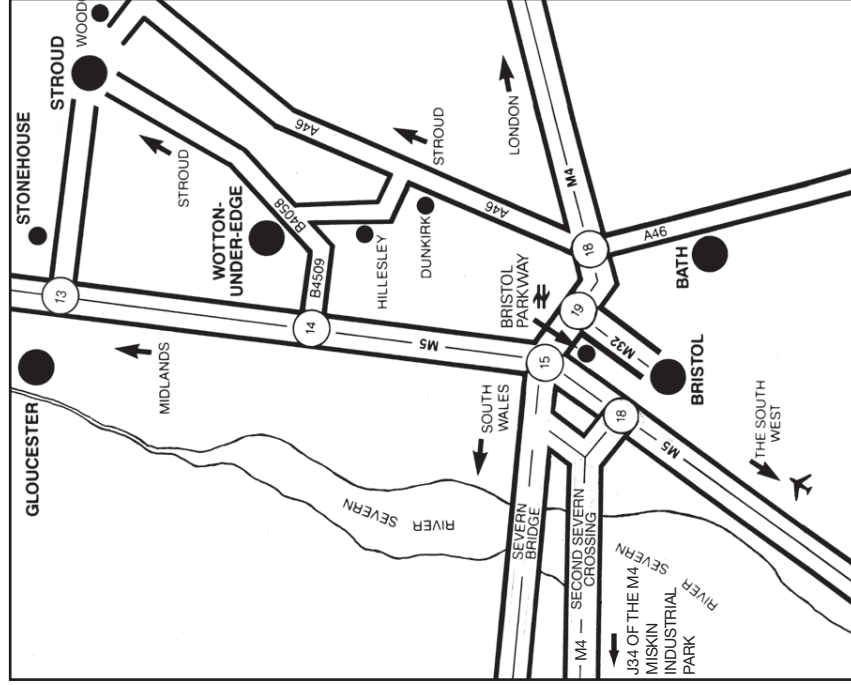 WOOD
STROUD
STONEHOUSE
STROUD
A46
STROUD
LONDON
WOTTON-
UNDER-EDGE
B4058
B4509
HILLESLEY
DUNKIRK
A46
M4
18
A46
BATH
13
14
MIDLANDS
GLOUCESTER
M5
BRISTOL
PARKWAY
19
M32
15
BRISTOL
18
M5
SOUTH
WALES
THE SOUTH
WEST
RIVER
SEVERN
SEVERN
BRIDGE
SECOND SEVERN
CROSSING
M4
RIVER
SEVERN
J34 OF THE M4
MISKIN
INDUSTRIAL
PARK